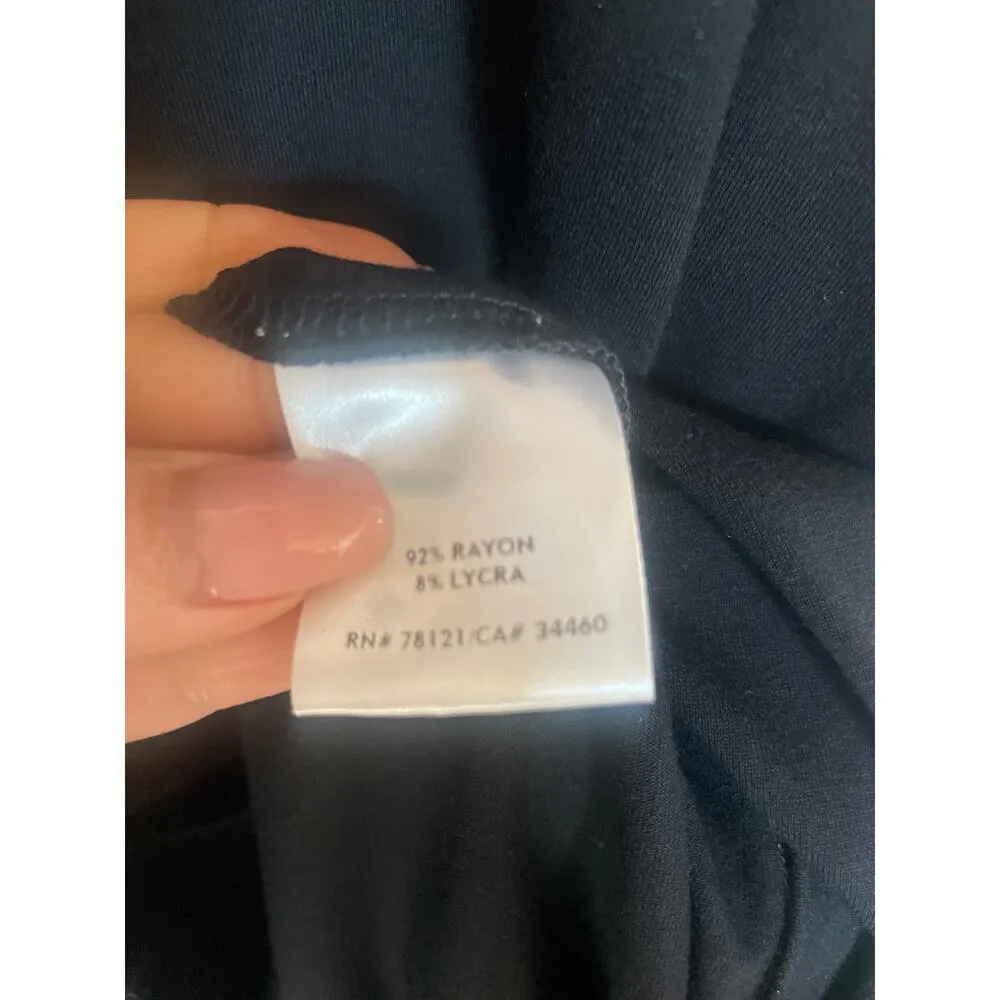 92% RAYON
8% LYCRA
RN# 78121/CA# 34460